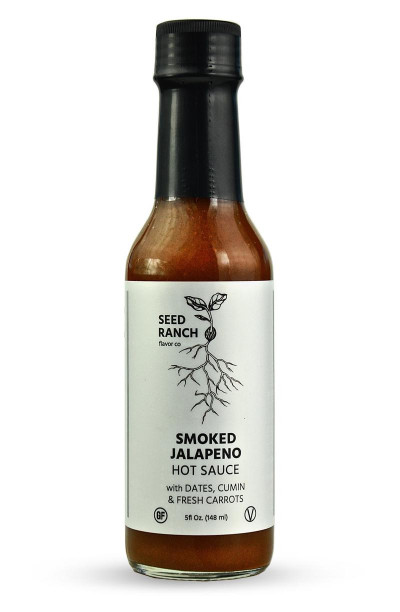 SEED
RANCH
flavor co
SMOKED
JALAPENO
HOT SAUCE
with DATES, CUMIN
& FRESH CARROTS
GF
V
5fl Oz. (148 ml)